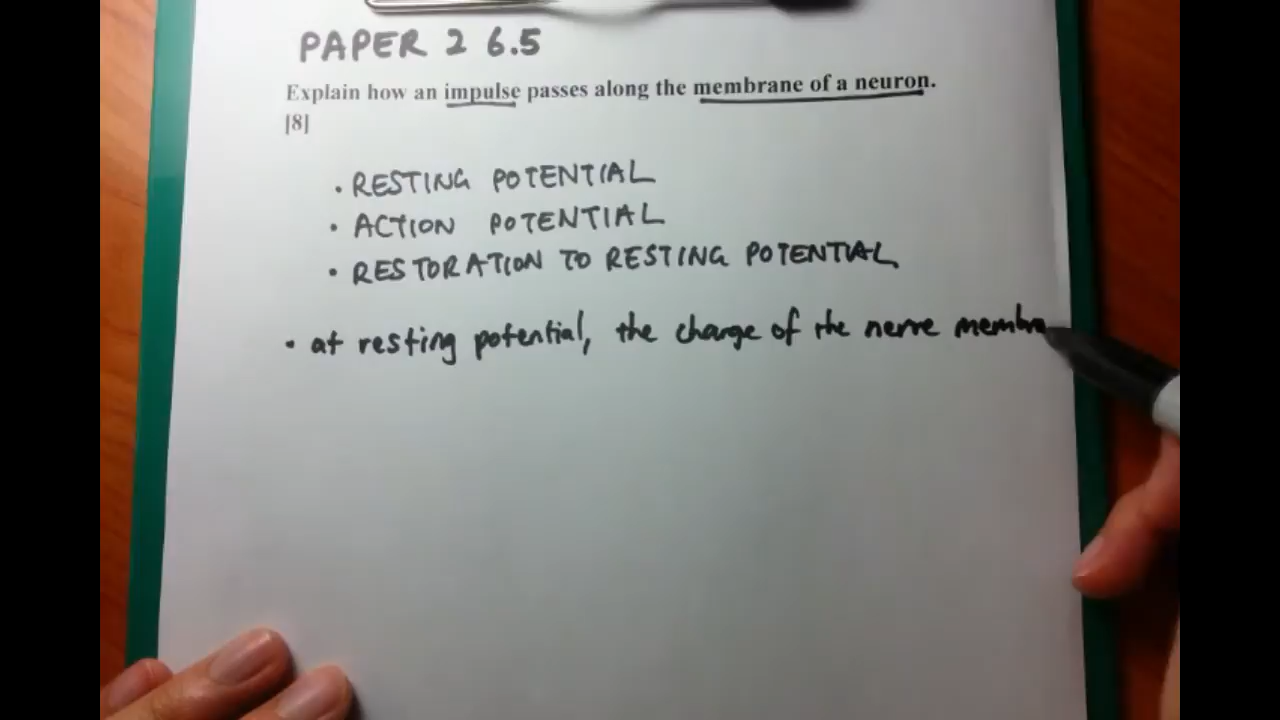 PAPER 2 6.5
Explain how an impulse passes along the membrane of a neuron.
[8]
• RESTING POTENTIAL
• ACTION POTENTIAL
• RESTORATION TO RESTING POTENTIAL
• at resting potential, the charge of the nerve membra